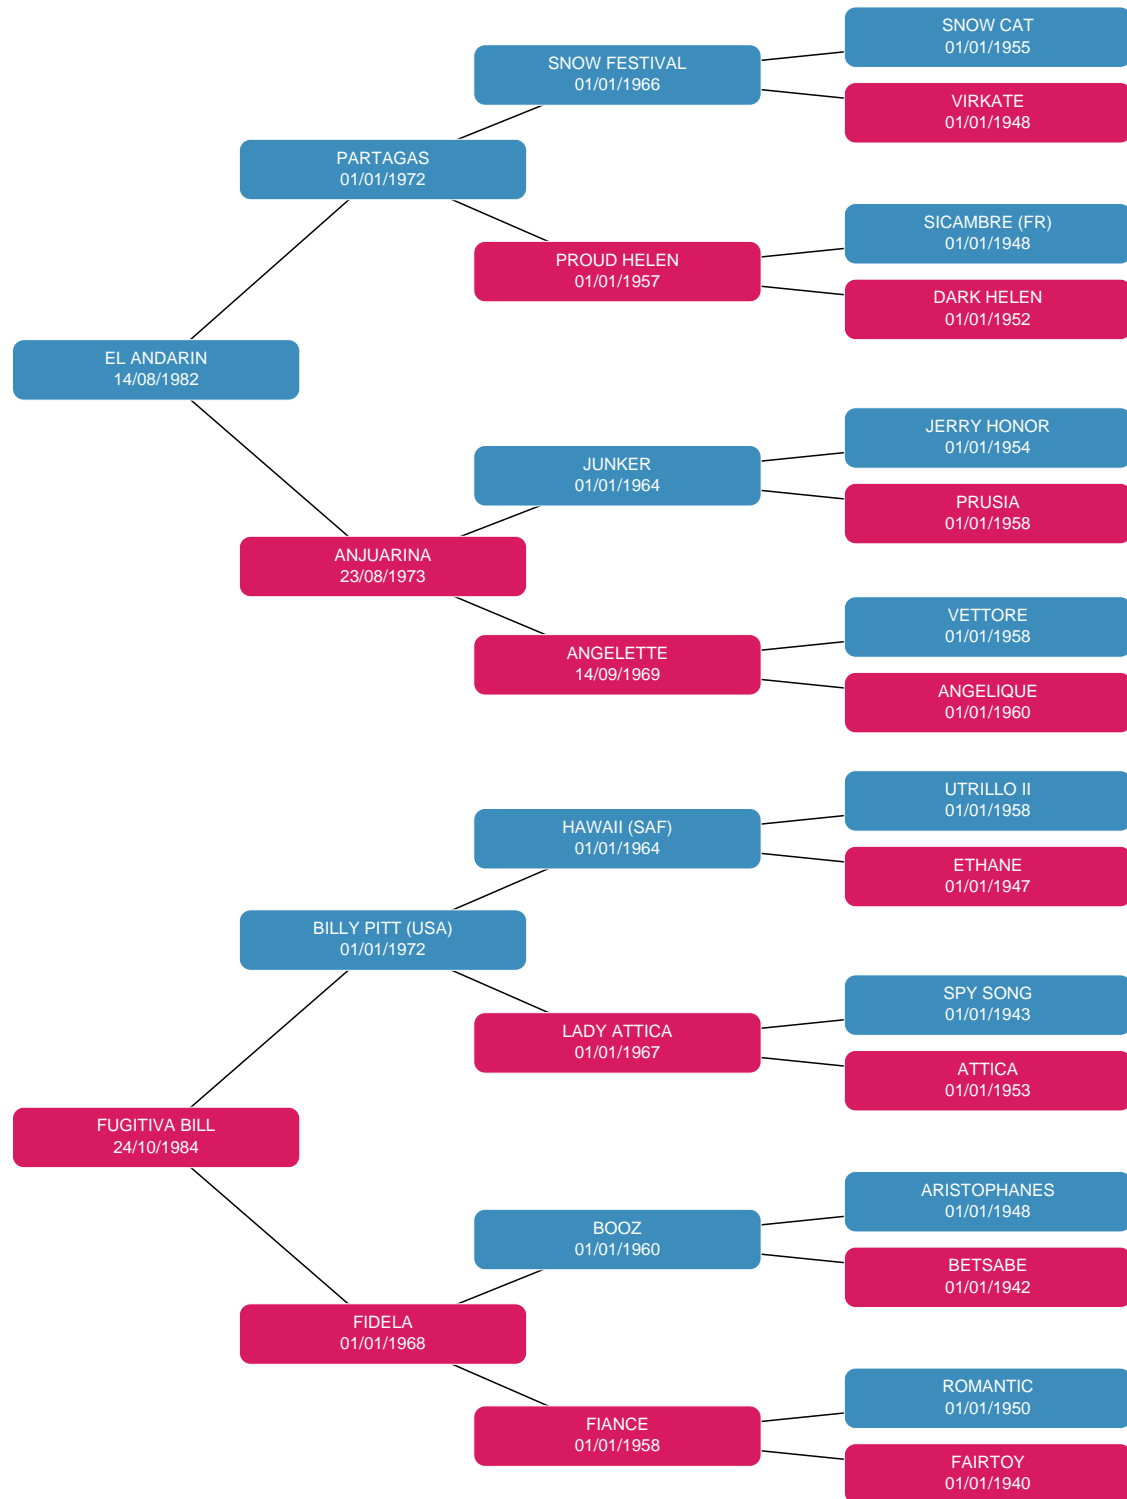 SNOW CAT
01/01/1955
SNOW FESTIVAL
01/01/1966
VIRKATE
01/01/1948
PARTAGAS
01/01/1972
SICAMBRE (FR)
01/01/1948
PROUD HELEN
01/01/1957
DARK HELEN
01/01/1952
EL ANDARIN
14/08/1982
JERRY HONOR
01/01/1954
JUNKER
01/01/1964
PRUSIA
01/01/1958
ANJUARINA
23/08/1973
VETTORE
01/01/1958
ANGELETTE
14/09/1969
ANGELIQUE
01/01/1960
UTRILLO II
01/01/1958
HAWAII (SAF)
01/01/1964
ETHANE
01/01/1947
BILLY PITT (USA)
01/01/1972
SPY SONG
01/01/1943
LADY ATTICA
01/01/1967
ATTICA
01/01/1953
FUGITIVA BILL
24/10/1984
ARISTOPHANES
01/01/1948
BOOZ
01/01/1960
BETSABE
01/01/1942
FIDELA
01/01/1968
ROMANTIC
01/01/1950
FIANCE
01/01/1958
FAIRTOY
01/01/1940